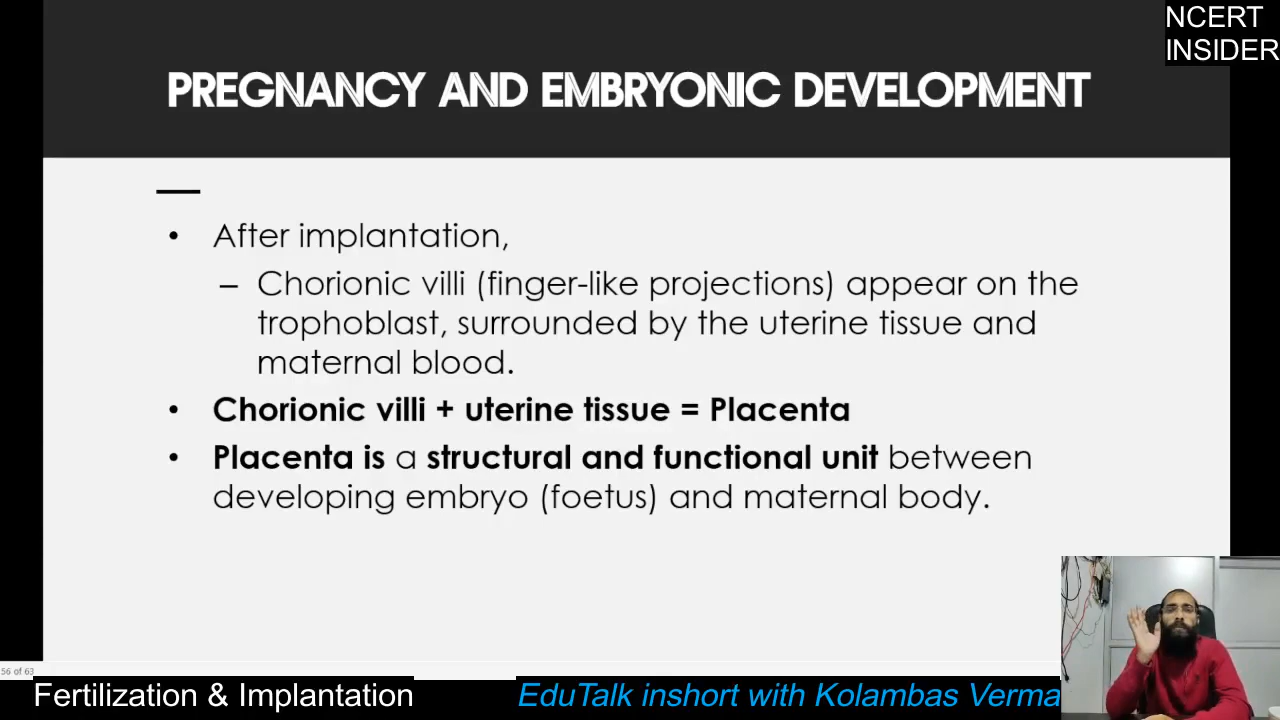 NCERT
INSIDER
PREGNANCY AND EMBRYONIC DEVELOPMENT
• After implantation,
– Chorionic villi (finger-like projections) appear on the
trophoblast, surrounded by the uterine tissue and
maternal blood.
• Chorionic villi + uterine tissue = Placenta
• Placenta is a structural and functional unit between
developing embryo (foetus) and maternal body.
56 of 63
Fertilization & Implantation
EduTalk inshort with Kolambas Verma